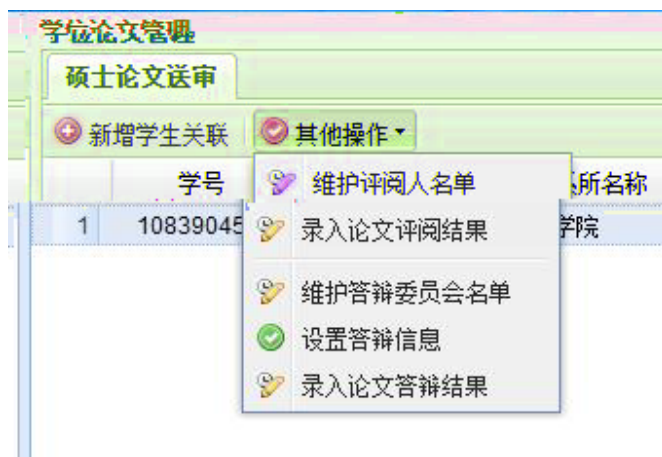 学位论文管理
硕士论文送审
新增学生关联 其他操作
学号 所名称
维护评阅人名单
1 10839045 学院
录入论文评阅结果
维护答辩委员会名单
设置答辩信息
录入论文答辩结果